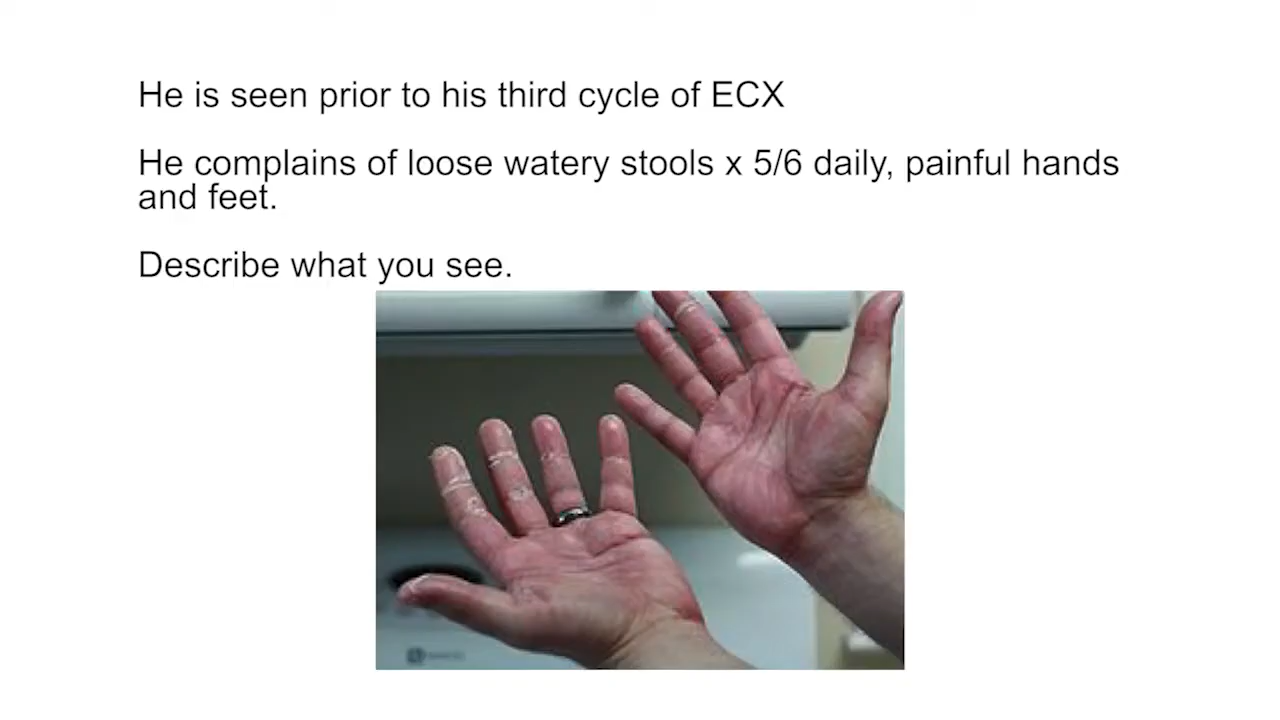 He is seen prior to his third cycle of ECX
He complains of loose watery stools x 5/6 daily, painful hands
and feet.
Describe what you see.